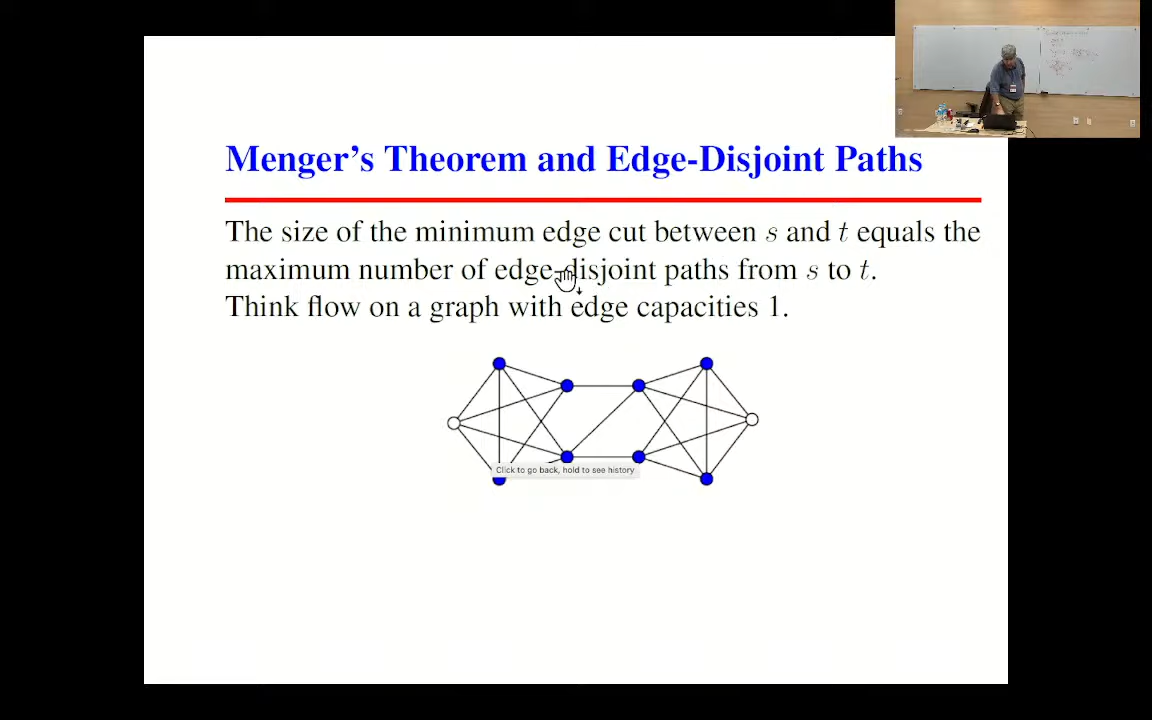 Menger's Theorem and Edge-Disjoint Paths
The size of the minimum edge cut between s and t equals the
maximum number of edge-disjoint paths from s to t.
Think flow on a graph with edge capacities 1.
Click to go back, hold to see history